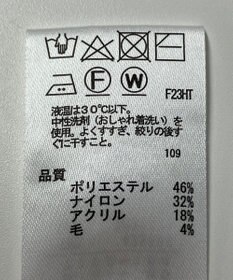 F W F23HT
液温は30℃以下。
中性洗剤（おしゃれ着洗い）を
使用。よくすすぎ、絞りの後す
ぐに干すこと。
109
品質
ポリエステル 46%
ナイロン 32%
アクリル 18%
毛 4%